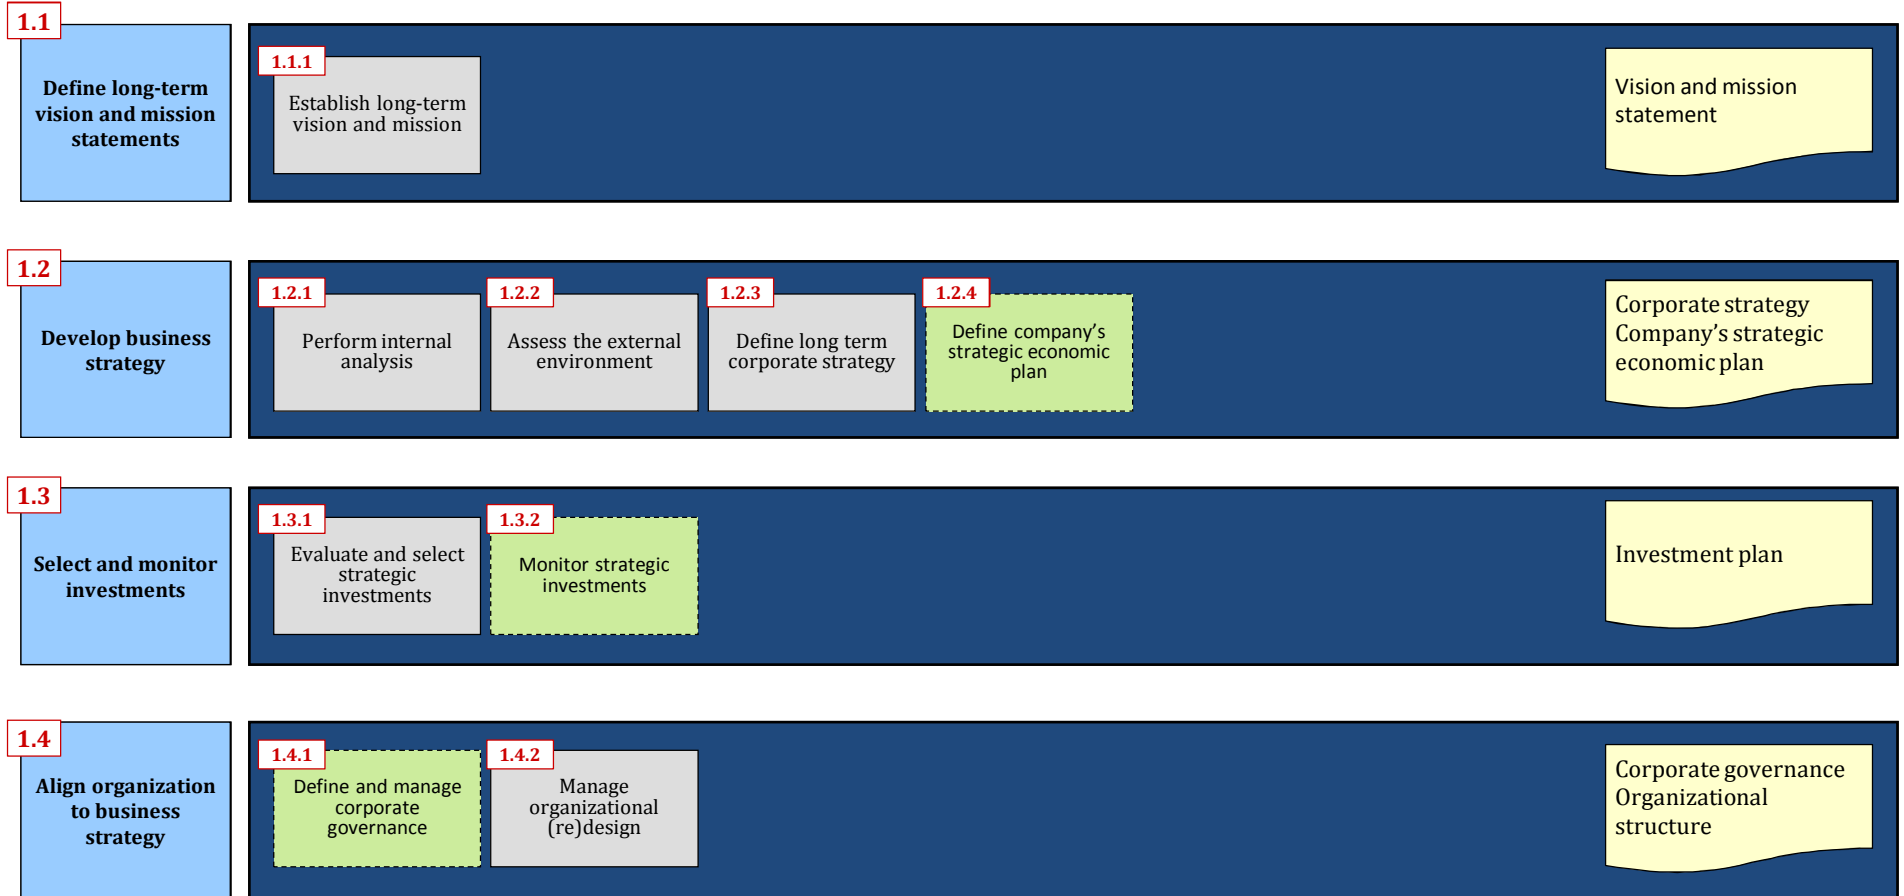 1.1
Define long-term
vision and mission
statements
1.1.1
Establish long-term
vision and mission
Vision and mission
statement
1.2
Develop business
strategy
1.2.1
Perform internal
analysis
1.2.2
Assess the external
environment
1.2.3
Define long term
corporate strategy
1.2.4
Define company’s
strategic economic
plan
Corporate strategy
Company’s strategic
economic plan
1.3
Select and monitor
investments
1.3.1
Evaluate and select
strategic
investments
1.3.2
Monitor strategic
investments
Investment plan
1.4
Align organization
to business
strategy
1.4.1
Define and manage
corporate
governance
1.4.2
Manage
organizational
(re)design
Corporate governance
Organizational
structure